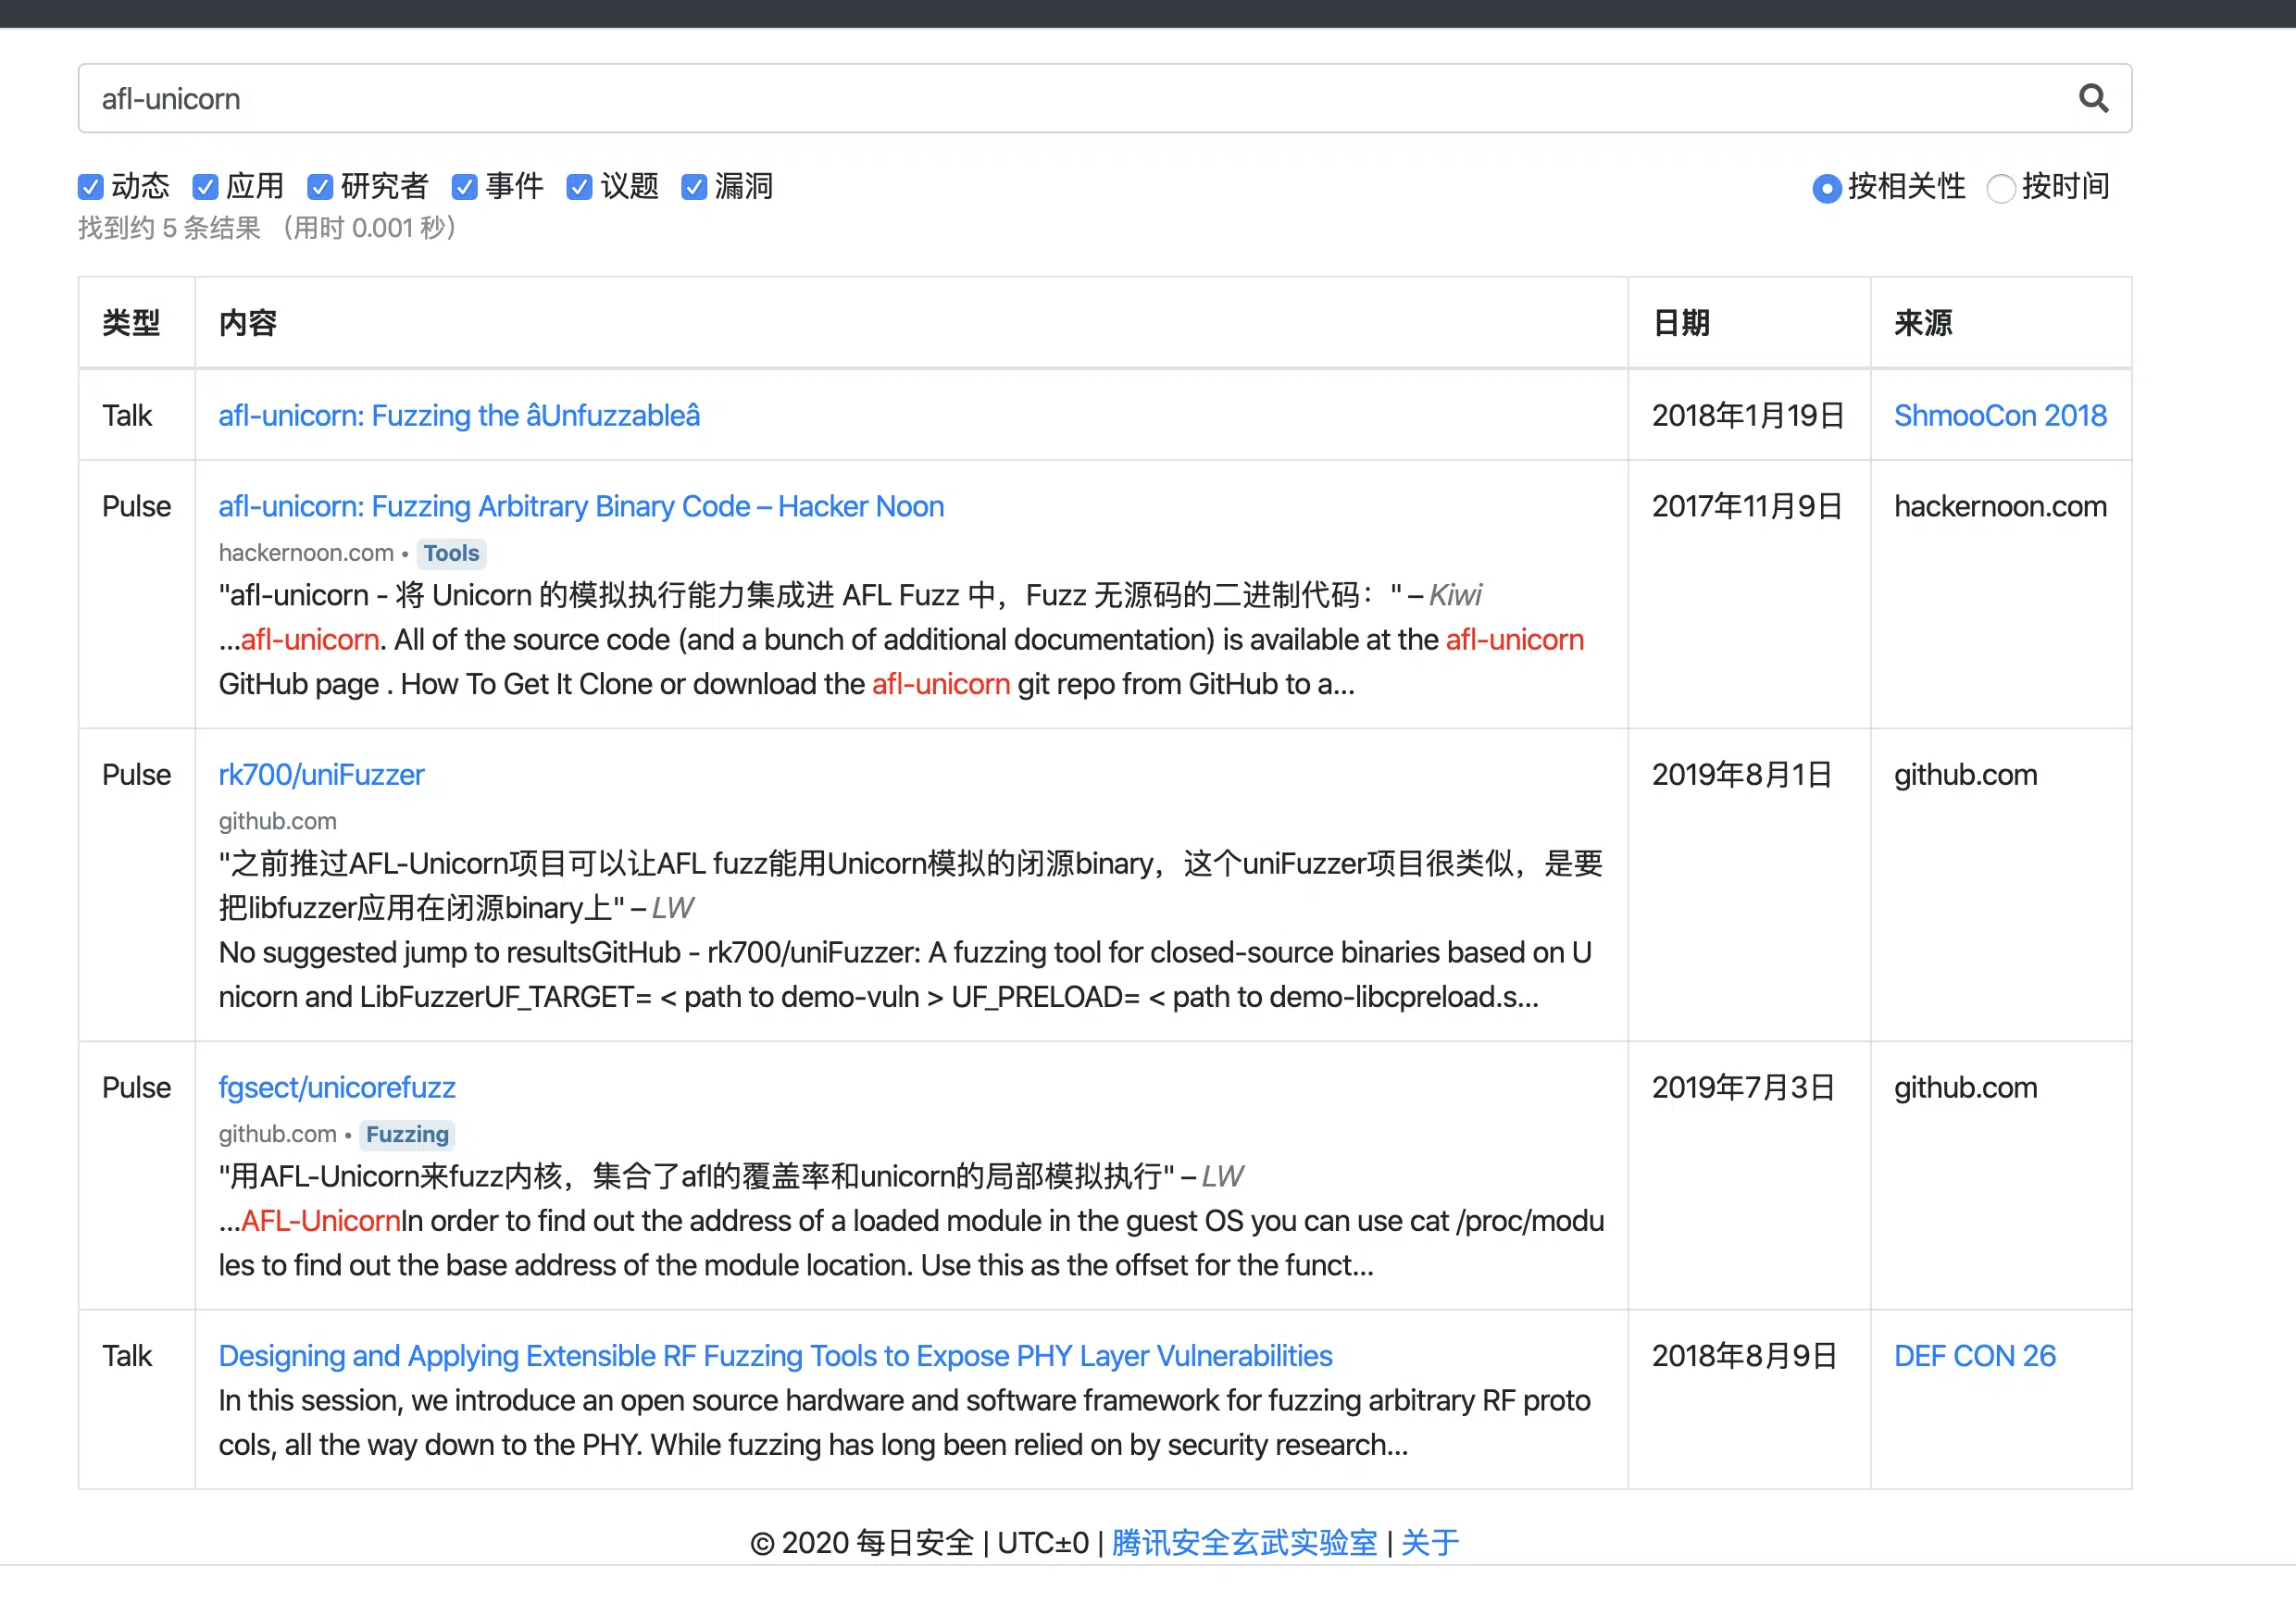 afl-unicorn
动态 应用 研究者 事件 议题 漏洞 按相关性 按时间
找到约 5 条结果 （用时 0.001 秒）
类型 内容 日期 来源
Talk afl-unicorn: Fuzzing the âUnfuzzableâ 2018年1月19日 ShmooCon 2018
Pulse afl-unicorn: Fuzzing Arbitrary Binary Code – Hacker Noon 2017年11月9日 hackernoon.com
hackernoon.com • Tools
"afl-unicorn - 将 Unicorn 的模拟执行能力集成进 AFL Fuzz 中，Fuzz 无源码的二进制代码：" – Kiwi
...afl-unicorn. All of the source code (and a bunch of additional documentation) is available at the afl-unicorn
GitHub page . How To Get It Clone or download the afl-unicorn git repo from GitHub to a...
Pulse rk700/uniFuzzer 2019年8月1日 github.com
github.com
"之前推过AFL-Unicorn项目可以让AFL fuzz能用Unicorn模拟的闭源binary，这个uniFuzzer项目很类似，是要
把libfuzzer应用在闭源binary上" – LW
No suggested jump to resultsGitHub - rk700/uniFuzzer: A fuzzing tool for closed-source binaries based on U
nicorn and LibFuzzerUF_TARGET= < path to demo-vuln > UF_PRELOAD= < path to demo-libcpreload.s...
Pulse fgsect/unicorefuzz 2019年7月3日 github.com
github.com • Fuzzing
"用AFL-Unicorn来fuzz内核，集合了afl的覆盖率和unicorn的局部模拟执行" – LW
...AFL-UnicornIn order to find out the address of a loaded module in the guest OS you can use cat /proc/modu
les to find out the base address of the module location. Use this as the offset for the funct...
Talk Designing and Applying Extensible RF Fuzzing Tools to Expose PHY Layer Vulnerabilities 2018年8月9日 DEF CON 26
In this session, we introduce an open source hardware and software framework for fuzzing arbitrary RF proto
cols, all the way down to the PHY. While fuzzing has long been relied on by security research...
© 2020 每日安全 | UTC±0 | 腾讯安全玄武实验室 | 关于